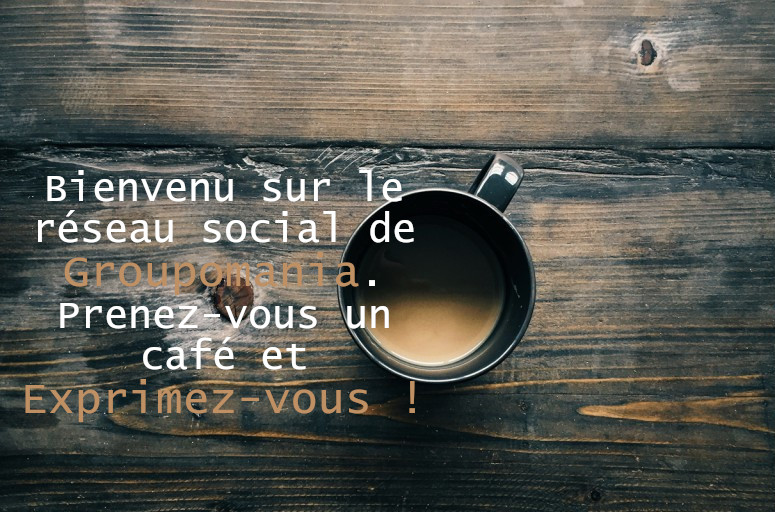 Bienvenu sur le
réseau social de
Groupomania.
Prenez-vous un
café et
Exprimez-vous !